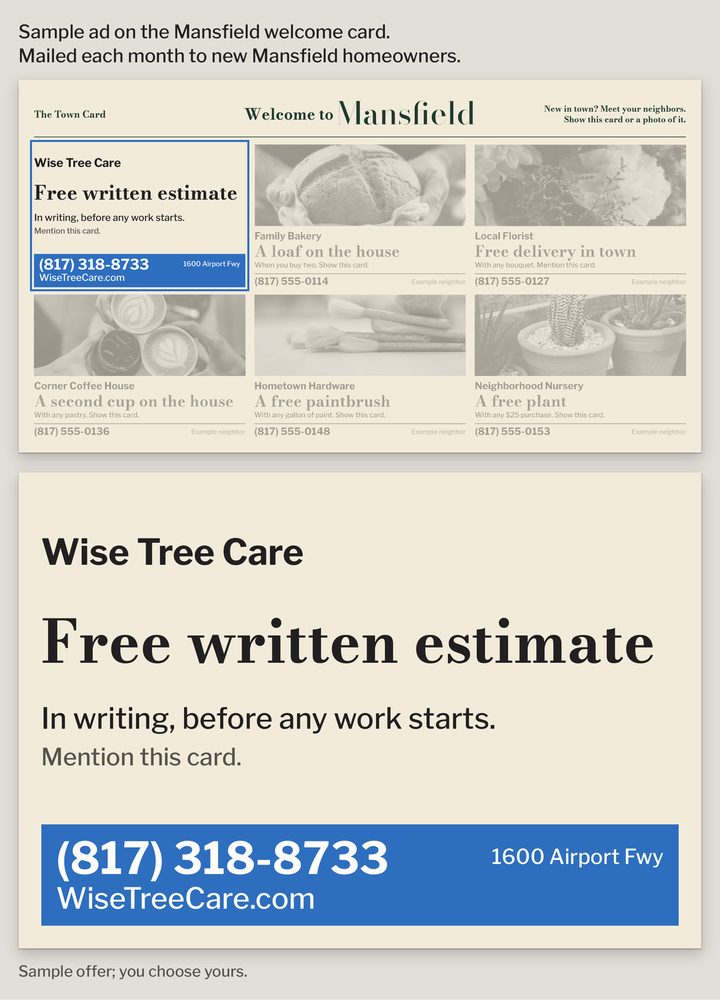 Sample ad on the Mansfield welcome card.
Mailed each month to new Mansfield homeowners.
The Town Card
Welcome to Mansfield
New in town? Meet your neighbors.
Show this card or a photo of it.
Wise Tree Care
Free written estimate
In writing, before any work starts.
Mention this card.
(817) 318-8733
1600 Airport Fwy
WiseTreeCare.com
Family Bakery
A loaf on the house
When you buy two. Show this card.
(817) 555-0114
Example neighbor
Local Florist
Free delivery in town
With any bouquet. Mention this card.
(817) 555-0127
Example neighbor
Corner Coffee House
A second cup on the house
With any pastry. Show this card.
(817) 555-0136
Example neighbor
Hometown Hardware
A free paintbrush
With any gallon of paint. Show this card.
(817) 555-0148
Example neighbor
Neighborhood Nursery
A free plant
With any $25 purchase. Show this card.
(817) 555-0153
Example neighbor
Wise Tree Care
Free written estimate
In writing, before any work starts.
Mention this card.
(817) 318-8733
1600 Airport Fwy
WiseTreeCare.com
Sample offer; you choose yours.